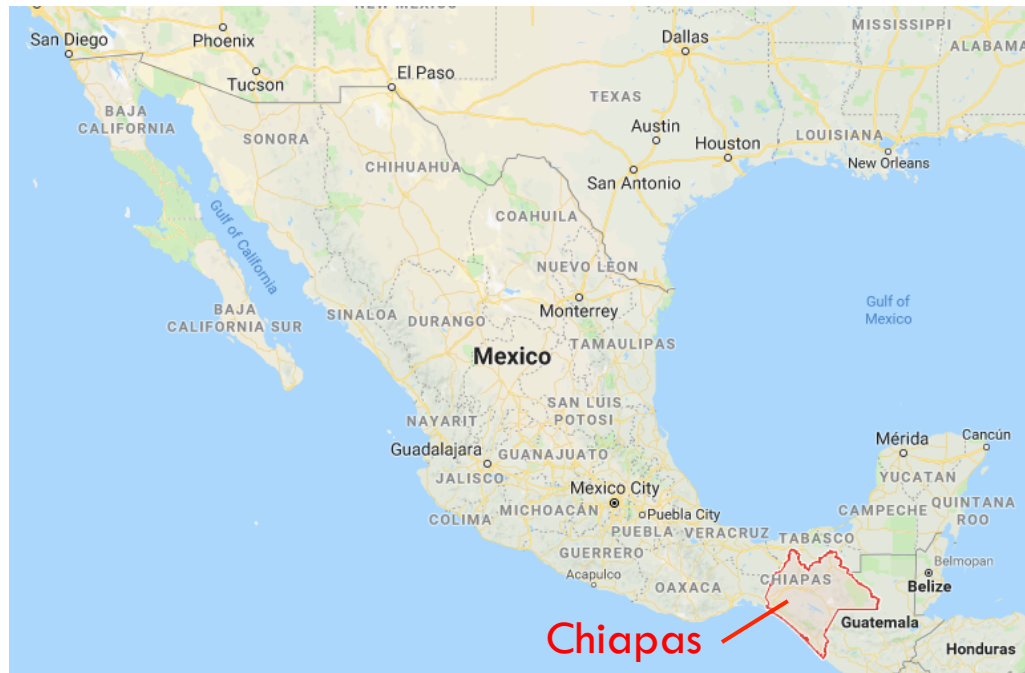 NEW MEXICO
MISSISSIPPI
San Diego
Phoenix
Dallas
ALABAMA
Tucson
El Paso
TEXAS
BAJA
CALIFORNIA
SONORA
Austin
Houston
LOUISIANA
New Orleans
CHIHUAHUA
San Antonio
Gulf of California
COAHUILA
NUEVO LEON
BAJA
CALIFORNIA SUR
SINALOA
DURANGO
Monterrey
Gulf of
Mexico
TAMAULIPAS
Mexico
SAN LUIS
POTOSI
NAYARIT
Guadalajara
GUANAJUATO
JALISCO
Mérida
Cancún
YUCATAN
Mexico City
COLIMA
MICHOACÁN
Puebla City
CAMPECHE
QUINTANA
ROO
PUEBLA
VERACRUZ
TABASCO
GUERRERO
Acapulco
OAXACA
CHIAPAS
Belmopan
Belize
Guatemala
Chiapas
Honduras